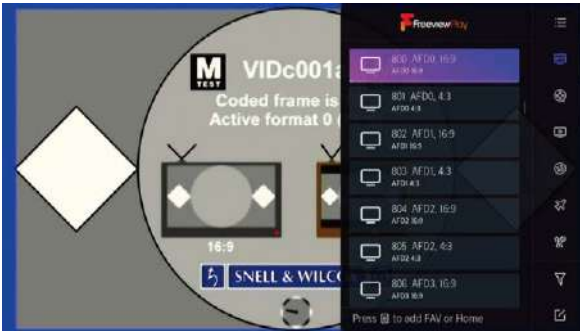 M
TEST
VIDc001a
Coded frame is
Active format 0 (
16:9
SNELL & WILCO
Freeview Play
800 AFD0, 16:9
AFD0 16:9
801 AFD0, 4:3
AFD0 4:3
802 AFD1, 16:9
AFD1 16:9
803 AFD1, 4:3
AFD1 4:3
804 AFD2, 16:9
AFD2 16:9
805 AFD2, 4:3
AFD2 4:3
806 AFD3, 16:9
AFD3 16:9
Press to add FAV or Home